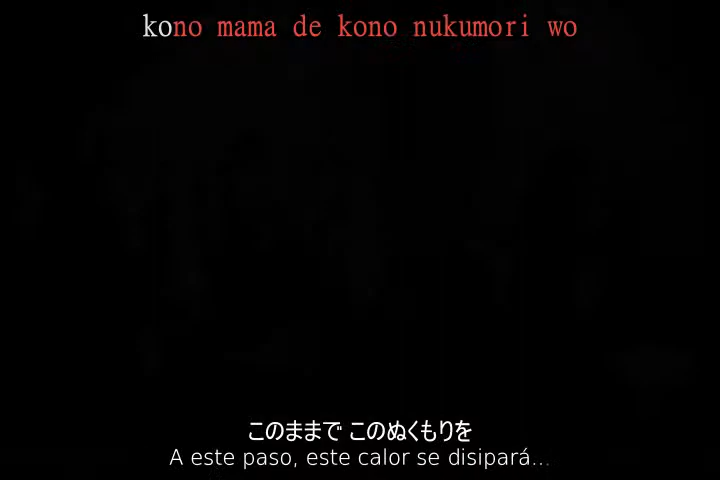 kono mama de kono nukumori wo
このままで このぬくもりを
A este paso, este calor se disipará...